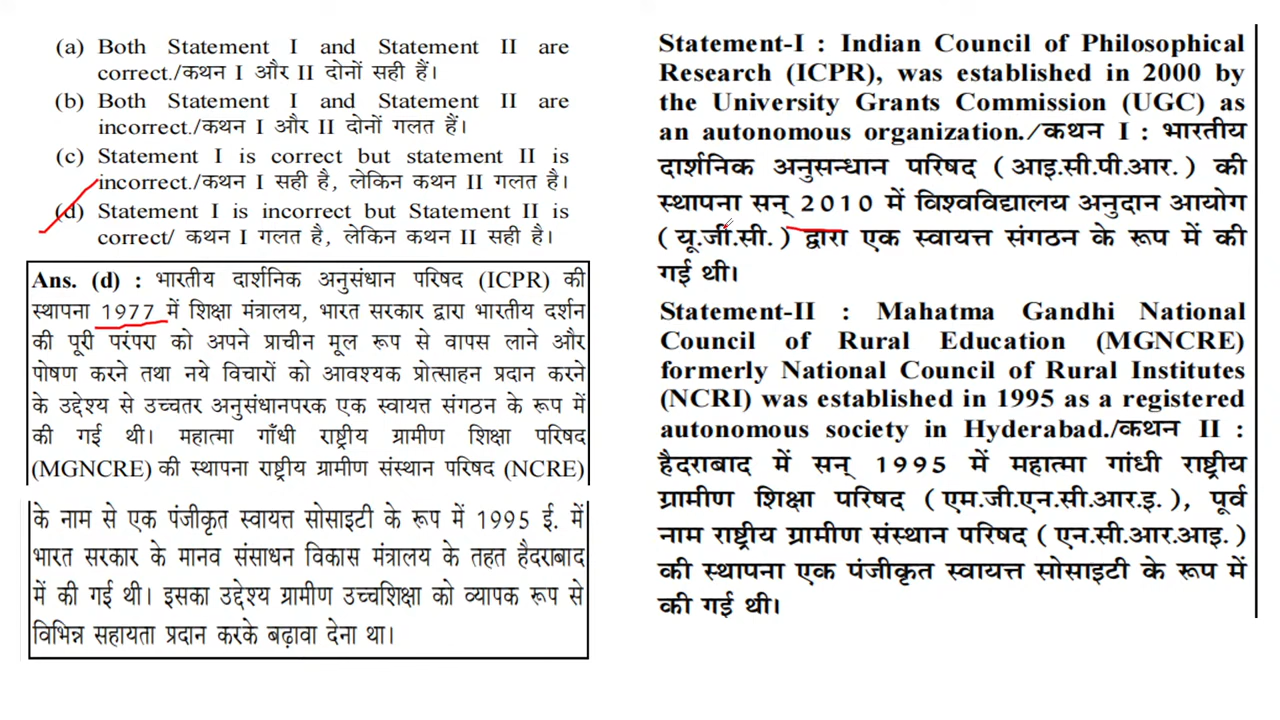 (a) Both Statement I and Statement II are
correct./कथन I और II दोनों सही हैं।
(b) Both Statement I and Statement II are
incorrect./कथन I और II दोनों गलत हैं।
(c) Statement I is correct but statement II is
incorrect./कथन I सही है, लेकिन कथन II गलत है।
(d) Statement I is incorrect but Statement II is
correct/ कथन I गलत है, लेकिन कथन II सही है।
Ans. (d) : भारतीय दार्शनिक अनुसंधान परिषद (ICPR) की
स्थापना 1977 में शिक्षा मंत्रालय, भारत सरकार द्वारा भारतीय दर्शन
की पूरी परंपरा को अपने प्राचीन मूल रूप से वापस लाने और
पोषण करने तथा नये विचारों को आवश्यक प्रोत्साहन प्रदान करने
के उद्देश्य से उच्चतर अनुसंधानपरक एक स्वायत्त संगठन के रूप में
की गई थी। महात्मा गाँधी राष्ट्रीय ग्रामीण शिक्षा परिषद
(MGNCRE) की स्थापना राष्ट्रीय ग्रामीण संस्थान परिषद (NCRE)
के नाम से एक पंजीकृत स्वायत्त सोसाइटी के रूप में 1995 ई. में
भारत सरकार के मानव संसाधन विकास मंत्रालय के तहत हैदराबाद
में की गई थी। इसका उद्देश्य ग्रामीण उच्चशिक्षा को व्यापक रूप से
विभिन्न सहायता प्रदान करके बढ़ावा देना था।
Statement-I : Indian Council of Philosophical
Research (ICPR), was established in 2000 by
the University Grants Commission (UGC) as
an autonomous organization./कथन I : भारतीय
दार्शनिक अनुसन्धान परिषद (आइ.सी.पी.आर.) की
स्थापना सन् 2010 में विश्वविद्यालय अनुदान आयोग
(यू.जी.सी.) द्वारा एक स्वायत्त संगठन के रूप में की
गई थी।
Statement-II : Mahatma Gandhi National
Council of Rural Education (MGNCRE)
formerly National Council of Rural Institutes
(NCRI) was established in 1995 as a registered
autonomous society in Hyderabad./कथन II :
हैदराबाद में सन् 1995 में महात्मा गांधी राष्ट्रीय
ग्रामीण शिक्षा परिषद (एम.जी.एन.सी.आर.इ.), पूर्व
नाम राष्ट्रीय ग्रामीण संस्थान परिषद (एन.सी.आर.आइ.)
की स्थापना एक पंजीकृत स्वायत्त सोसाइटी के रूप में
की गई थी।